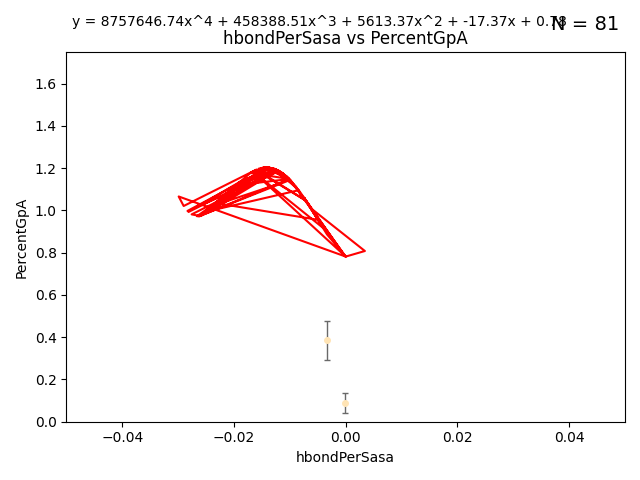 y = 8757646.74x^4 + 458388.51x^3 + 5613.37x^2 + -17.37x + 0.78
N = 81
hbondPerSasa vs PercentGpA
PercentGpA
1.6
1.4
1.2
1.0
0.8
0.6
0.4
0.2
0.0
−0.04 −0.02 0.00 0.02 0.04
hbondPerSasa